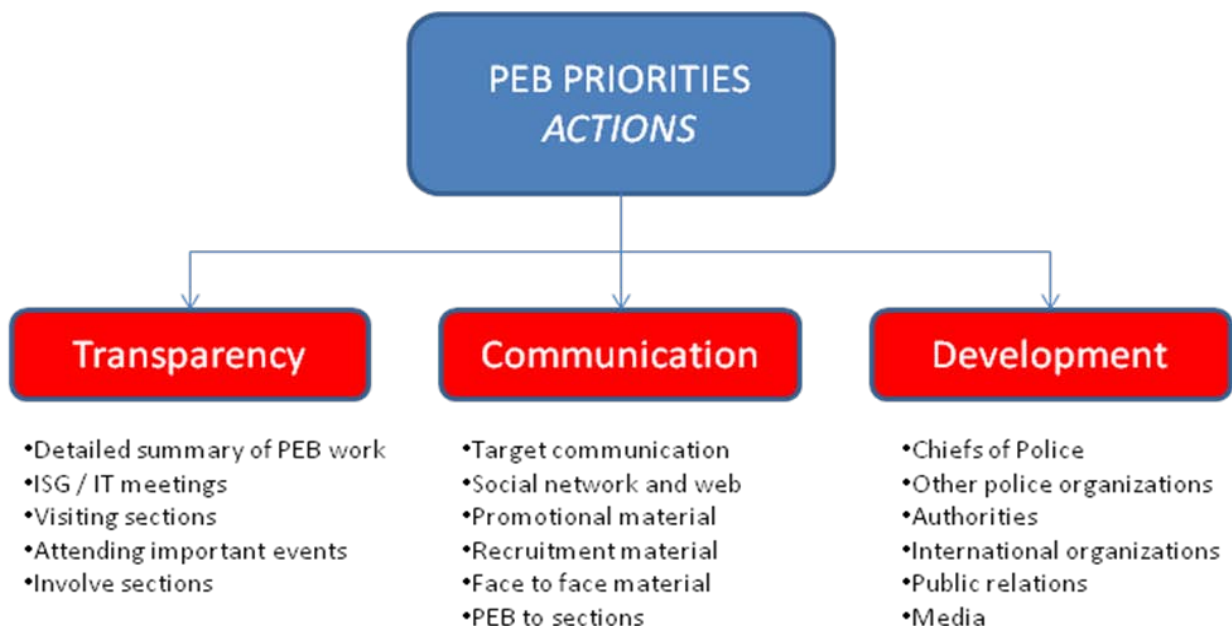 PEB PRIORITIES
ACTIONS
Transparency
•Detailed summary of PEB work
•ISG / IT meetings
•Visiting sections
•Attending important events
•Involve sections
Communication
•Target communication
•Social network and web
•Promotional material
•Recruitment material
•Face to face material
•PEB to sections
Development
•Chiefs of Police
•Other police organizations
•Authorities
•International organizations
•Public relations
•Media